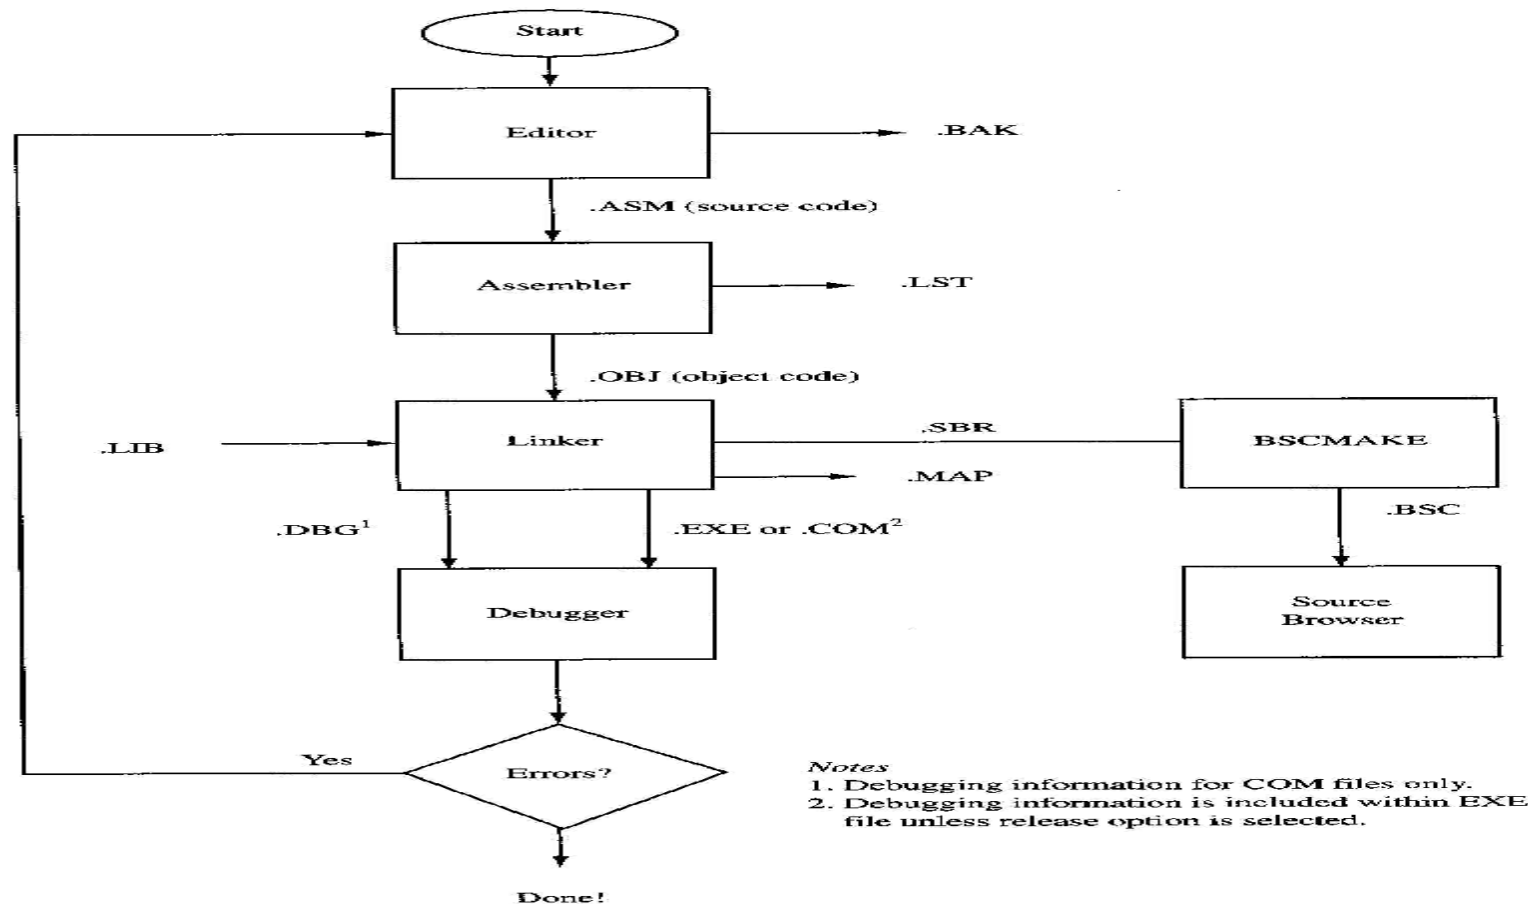 Start
Editor
.BAK
.ASM (source code)
Assembler
.LST
.OBJ (object code)
.LIB
Linker
.SBR
BSCMAKE
.MAP
.DBG¹
.EXE or .COM²
.BSC
Debugger
Source
Browser
Yes
Errors?
Notes
1. Debugging information for COM files only.
2. Debugging information is included within EXE
file unless release option is selected.
Done!